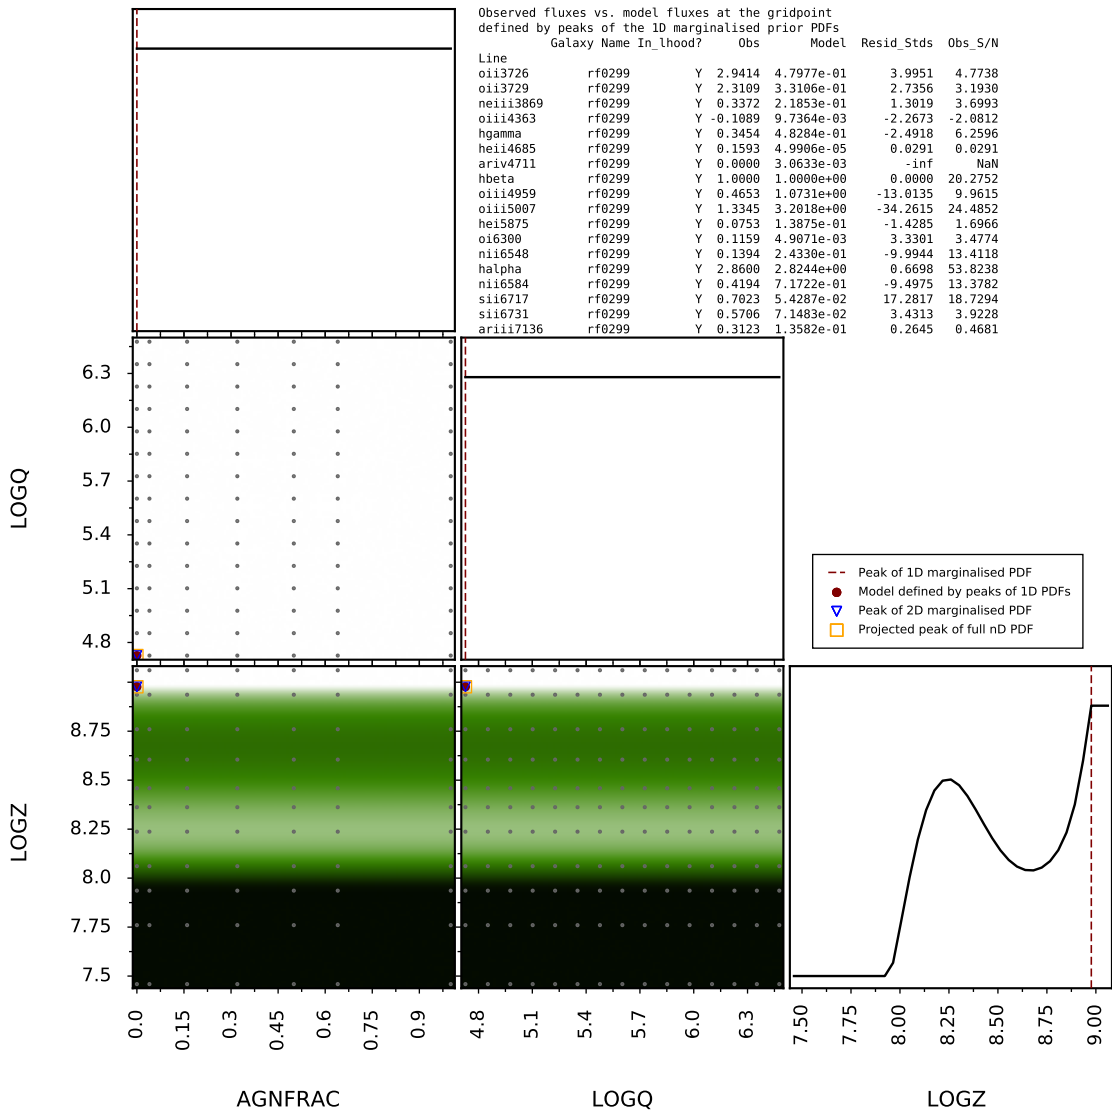 Observed fluxes vs. model fluxes at the gridpoint
defined by peaks of the 1D marginalised prior PDFs
Galaxy Name In_lhood? Obs Model Resid_Stds Obs_S/N
Line
oii3726 rf0299 Y 2.9414 4.7977e-01 3.9951 4.7738
oii3729 rf0299 Y 2.3109 3.3106e-01 2.7356 3.1930
neiii3869 rf0299 Y 0.3372 2.1853e-01 1.3019 3.6993
oiii4363 rf0299 Y -0.1089 9.7364e-03 -2.2673 -2.0812
hgamma rf0299 Y 0.3454 4.8284e-01 -2.4918 6.2596
heii4685 rf0299 Y 0.1593 4.9906e-05 0.0291 0.0291
ariv4711 rf0299 Y 0.0000 3.0633e-03 -inf NaN
hbeta rf0299 Y 1.0000 1.0000e+00 0.0000 20.2752
oiii4959 rf0299 Y 0.4653 1.0731e+00 -13.0135 9.9615
oiii5007 rf0299 Y 1.3345 3.2018e+00 -34.2615 24.4852
hei5875 rf0299 Y 0.0753 1.3875e-01 -1.4285 1.6966
oi6300 rf0299 Y 0.1159 4.9071e-03 3.3301 3.4774
nii6548 rf0299 Y 0.1394 2.4330e-01 -9.9944 13.4118
halpha rf0299 Y 2.8600 2.8244e+00 0.6698 53.8238
nii6584 rf0299 Y 0.4194 7.1722e-01 -9.4975 13.3782
sii6717 rf0299 Y 0.7023 5.4287e-02 17.2817 18.7294
sii6731 rf0299 Y 0.5706 7.1483e-02 3.4313 3.9228
ariii7136 rf0299 Y 0.3123 1.3582e-01 0.2645 0.4681
6.3
6.0
5.7
5.4
5.1
4.8
LOGQ
Peak of 1D marginalised PDF
Model defined by peaks of 1D PDFs
Peak of 2D marginalised PDF
Projected peak of full nD PDF
8.75
8.5
8.25
8.0
7.75
7.5
LOGZ
0.0 0.15 0.3 0.45 0.6 0.75 0.9
4.8 5.1 5.4 5.7 6.0 6.3
7.50 7.75 8.00 8.25 8.50 8.75 9.00
AGNFRAC LOGQ LOGZ